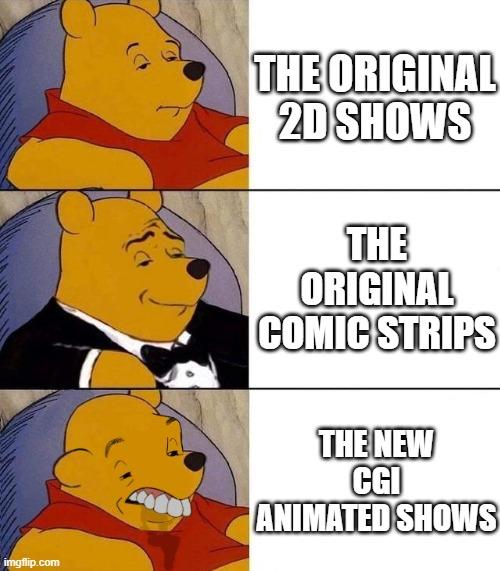 THE ORIGINAL
2D SHOWS
THE
ORIGINAL
COMIC STRIPS
THE NEW
CGI
ANIMATED SHOWS
imgflip.com